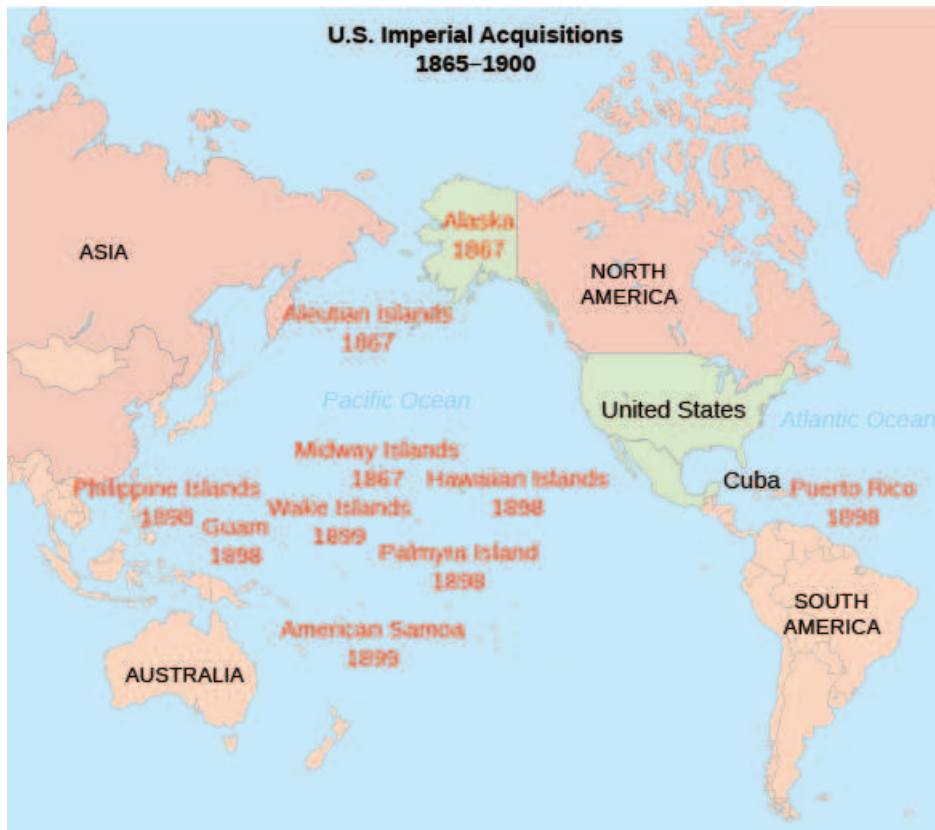 U.S. Imperial Acquisitions
1865–1900
Alaska
1867
ASIA
NORTH
AMERICA
Aleutian Islands
1867
Pacific Ocean
United States
Atlantic Ocean
Midway Islands
1867
Hawaiian Islands
1898
Cuba
Puerto Rico
1898
Philippine Islands
1898
Guam
1898
Wake Islands
1899
Palmyra Island
1898
SOUTH
AMERICA
American Samoa
1899
AUSTRALIA